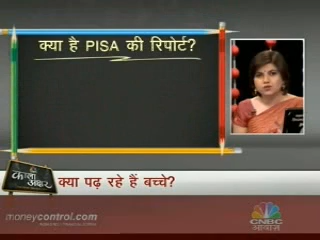 क्या है PISA की रिपोर्ट?
क्या पढ़ रहे हैं बच्चे?
moneycontrol.com
CNBC
आवाज़